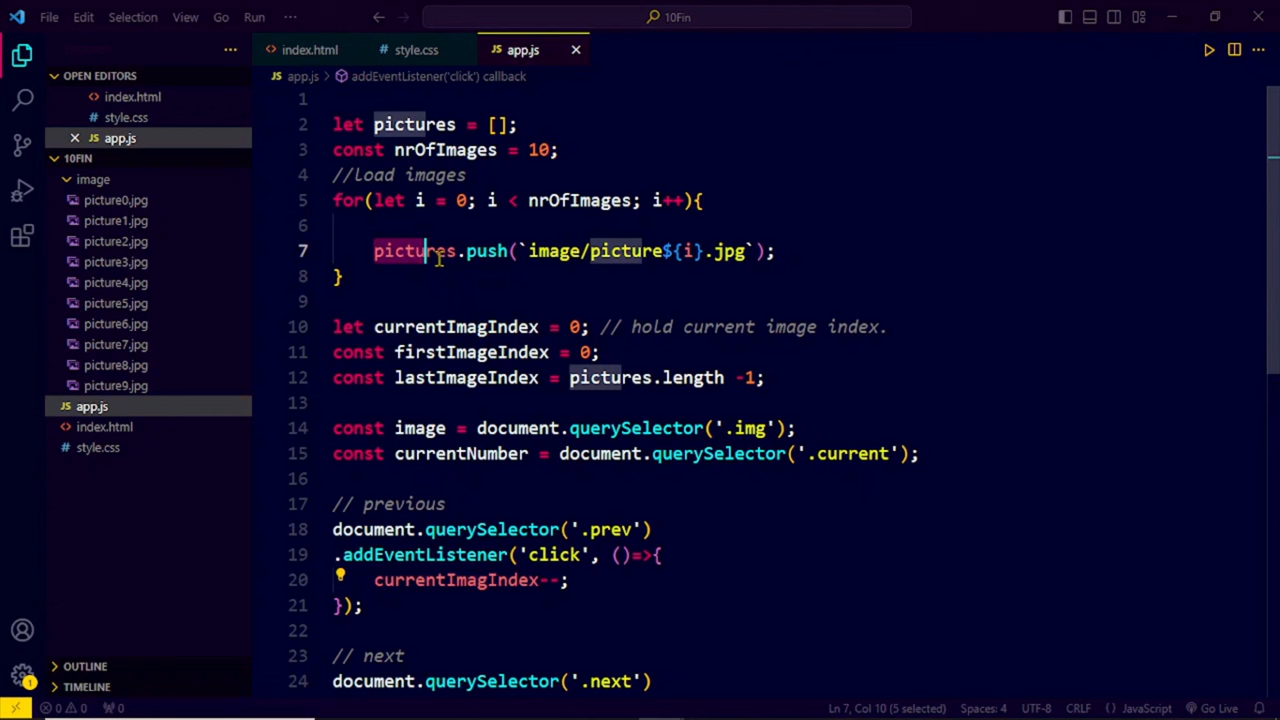 File Edit Selection View Go Run ··· 10Fin
index.html style.css app.js
OPEN EDITORS
index.html
style.css
app.js
10FIN
image
picture0.jpg
picture1.jpg
picture2.jpg
picture3.jpg
picture4.jpg
picture5.jpg
picture6.jpg
picture7.jpg
picture8.jpg
picture9.jpg
app.js
index.html
style.css
OUTLINE
TIMELINE
app.js > addEventListener('click') callback
1
2 let pictures = [];
3 const nrOfImages = 10;
4 //load images
5 for(let i = 0; i < nrOfImages; i++){
6
7 pictures.push(`image/picture${i}.jpg`);
8 }
9
10 let currentImagIndex = 0; // hold current image index.
11 const firstImageIndex = 0;
12 const lastImageIndex = pictures.length -1;
13
14 const image = document.querySelector('.img');
15 const currentNumber = document.querySelector('.current');
16
17 // previous
18 document.querySelector('.prev')
19 .addEventListener('click', ()=>{
20 currentImagIndex--;
21 });
22
23 // next
24 document.querySelector('.next')
1
0 0 0 Ln 7, Col 10 (5 selected) Spaces: 4 UTF-8 CRLF {} JavaScript Go Live